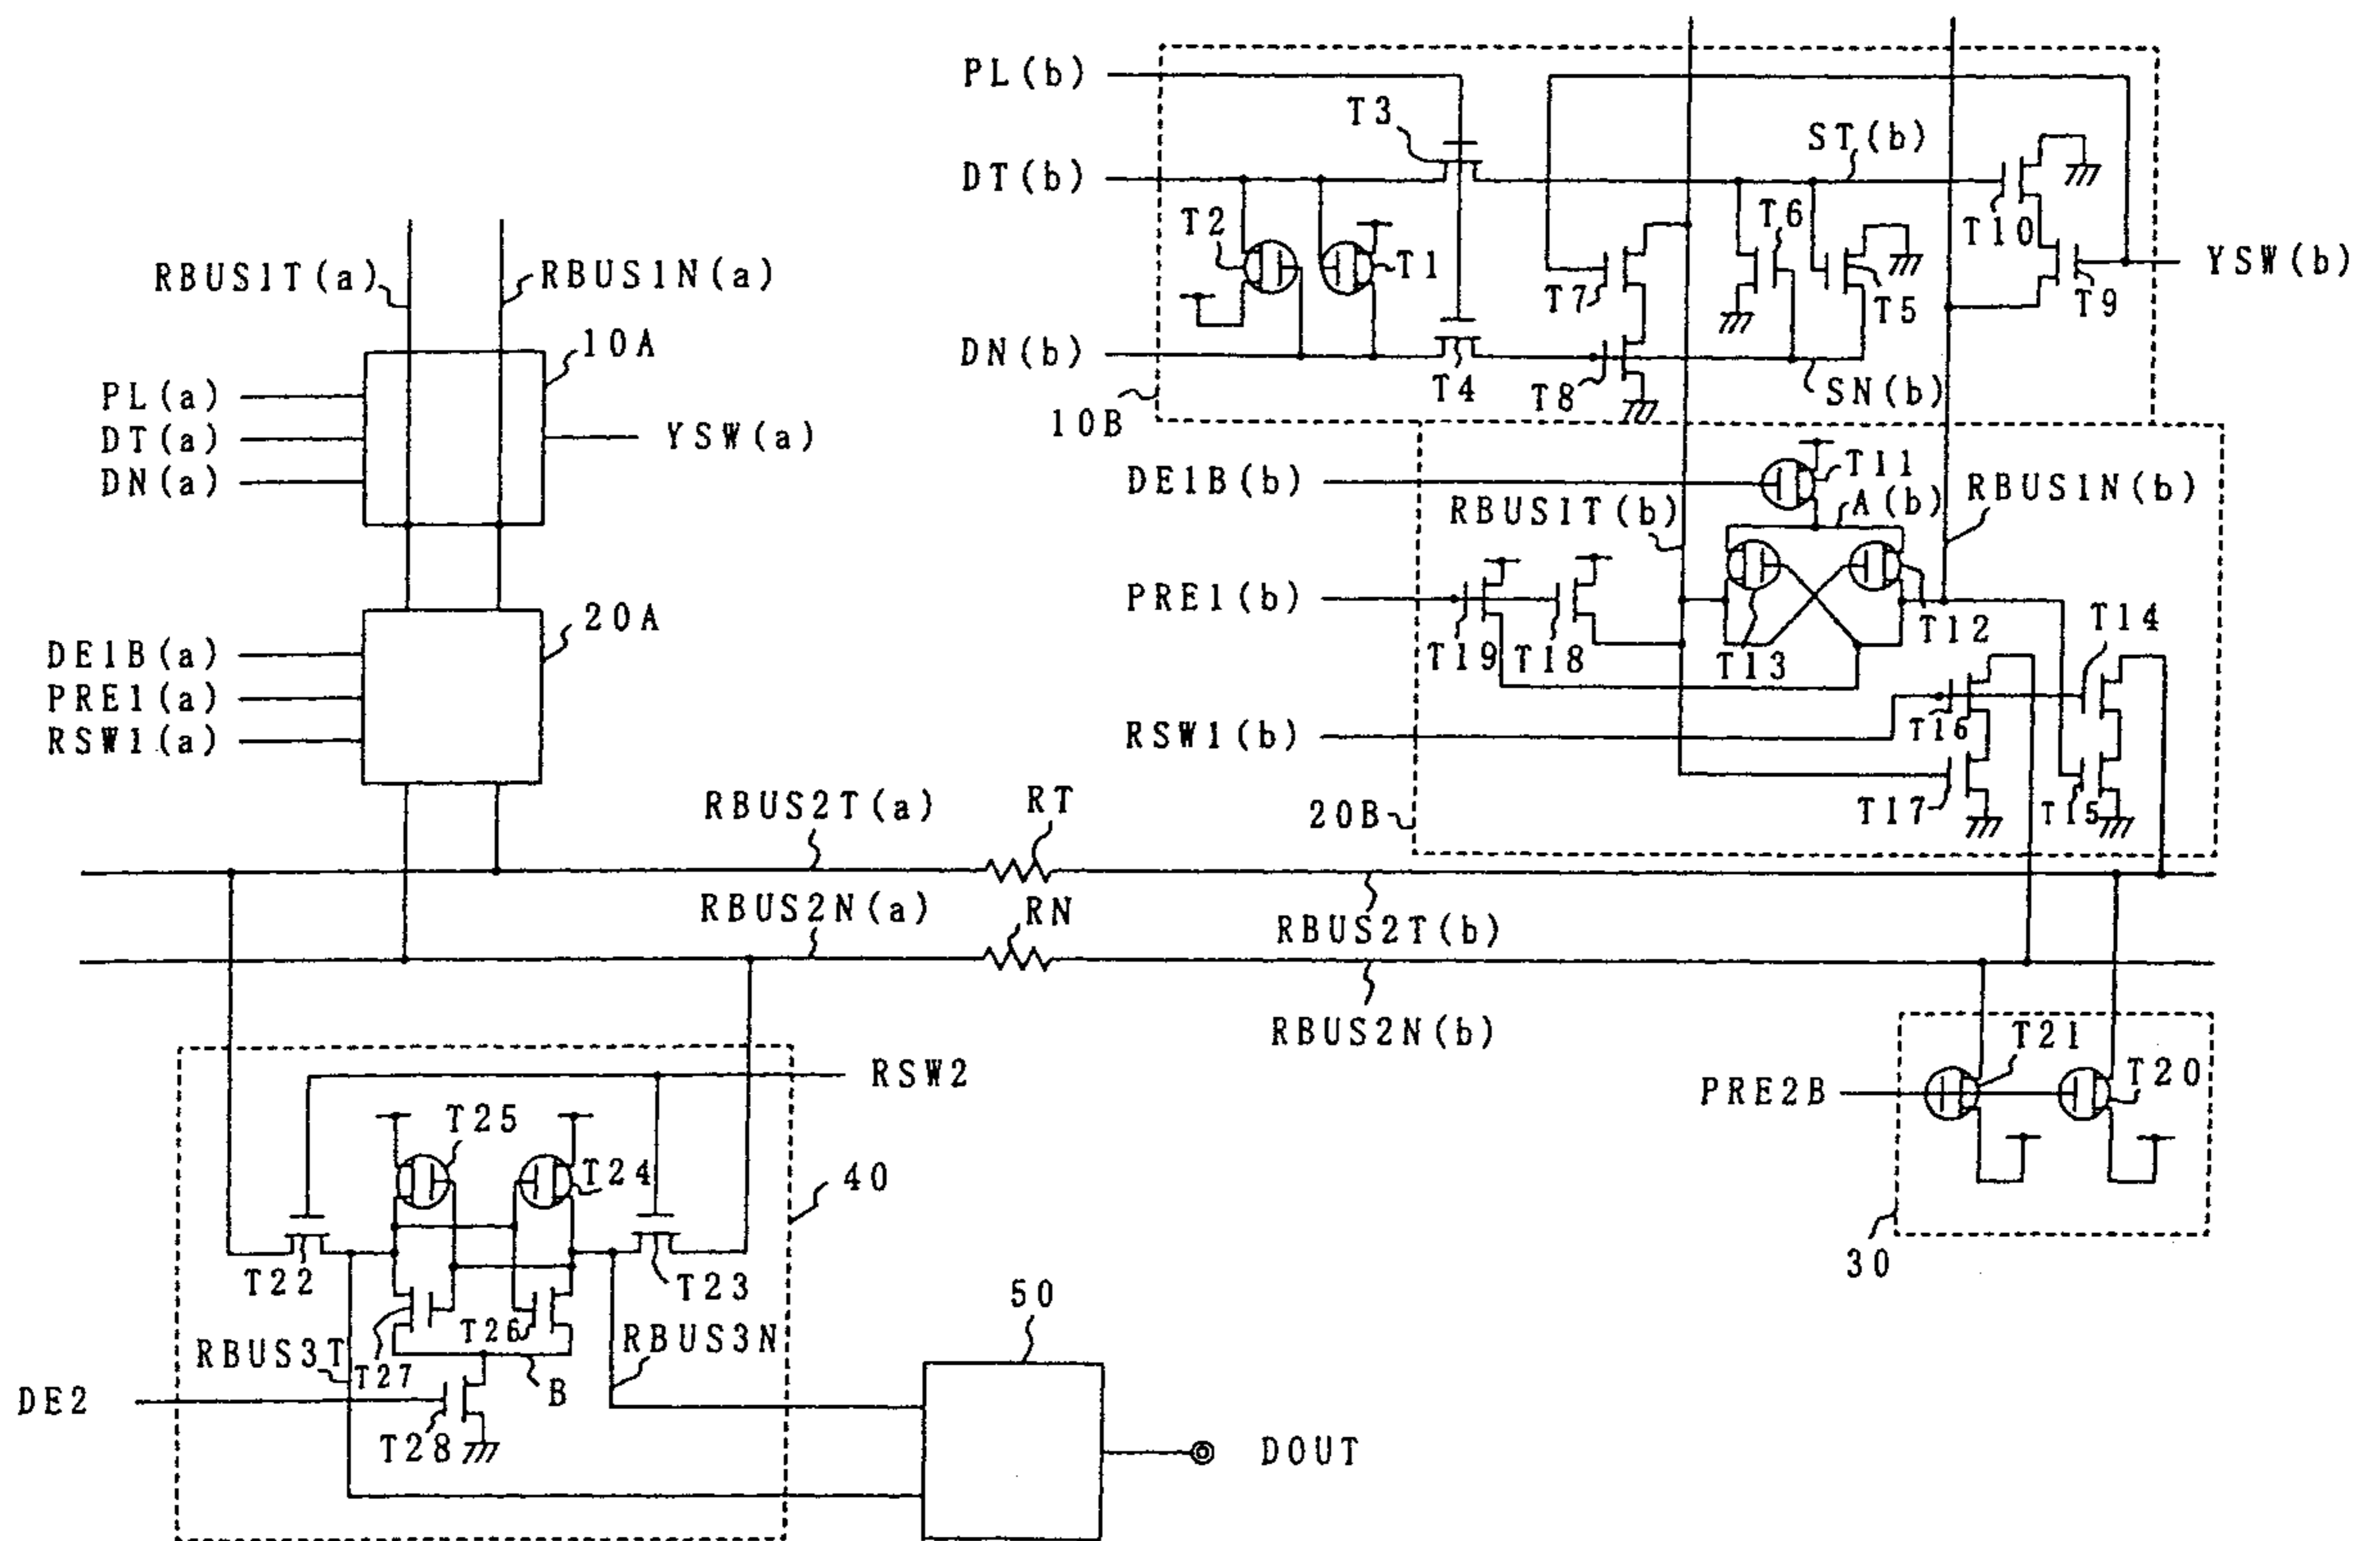 PL(b)
T3
ST(b)
DT(b)
T2
T6
T10
T1
YSW(b)
RBUS1T(a)
RBUS1N(a)
T7
T5
T9
10A
DN(b)
T4
T8
SN(b)
PL(a)
10B
DT(a)
YSW(a)
DN(a)
DE1B(b)
T11
RBUS1T(b)
A(b)
RBUS1N(b)
PRE1(b)
20A
T19
T18
T13
T12
T14
DE1B(a)
PRE1(a)
RSW1(a)
RSW1(b)
T16
RBUS2T(a)
RT
20B
T17
T15
RBUS2N(a)
RN
RBUS2T(b)
RBUS2N(b)
T21
RSW2
PRE2B
T20
T25
T24
40
30
T22
T23
50
RBUS3T
T27
T26
RBUS3N
B
DE2
T28
DOUT